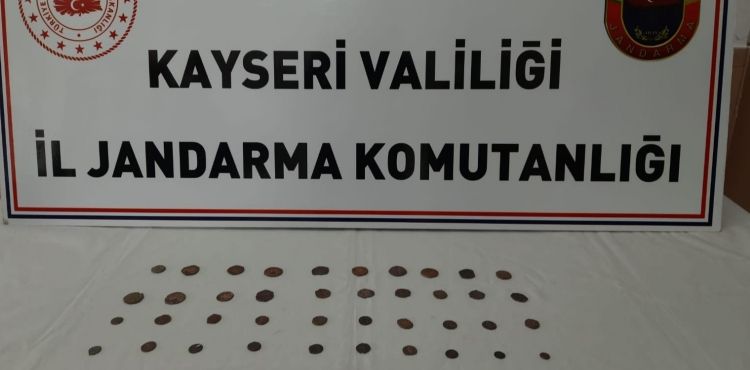 KAYSERİ VALİLİĞİ
İL JANDARMA KOMUTANLIĞI
JANDARMA